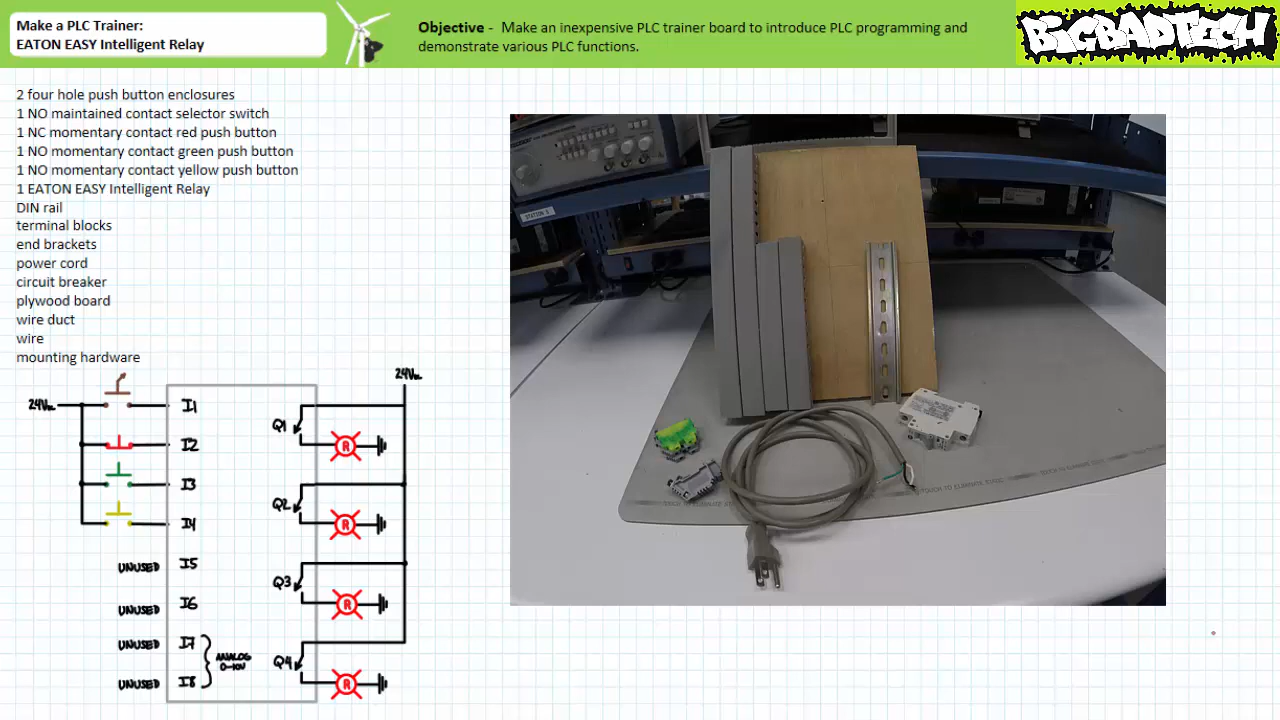 Make a PLC Trainer:
EATON EASY Intelligent Relay
Objective - Make an inexpensive PLC trainer board to introduce PLC programming and
demonstrate various PLC functions.
BIGBADTECH
2 four hole push button enclosures
1 NO maintained contact selector switch
1 NC momentary contact red push button
1 NO momentary contact green push button
1 NO momentary contact yellow push button
1 EATON EASY Intelligent Relay
DIN rail
terminal blocks
end brackets
power cord
circuit breaker
plywood board
wire duct
wire
mounting hardware
24VDC
I1
I2
I3
I4
UNUSED I5
UNUSED I6
UNUSED I7
UNUSED I8
ANALOG
0-10V
24VDC
Q1
R
Q2
R
Q3
R
Q4
R
STATION 5